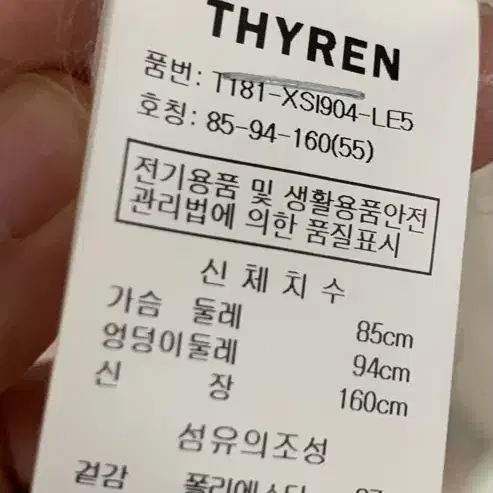 THYREN
품번: TT81-XSI904-LE5
호칭: 85-94-160(55)
전기용품 및 생활용품안전
관리법에 의한 품질표시
신체치수
가슴 둘레 85cm
엉덩이둘레 94cm
신 장 160cm
섬유의조성
겉감